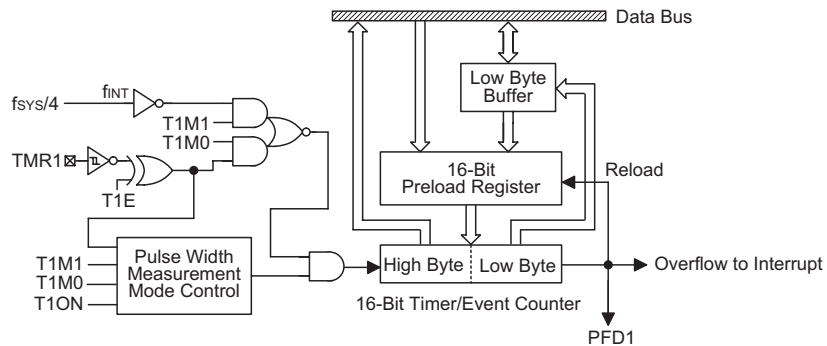 Data Bus
Low Byte
Buffer
fSYS/4
fINT
T1M1
T1M0
TMR1
T1E
16-Bit
Preload Register
Reload
T1M1
T1M0
T1ON
Pulse Width
Measurement
Mode Control
High Byte
Low Byte
Overflow to Interrupt
16-Bit Timer/Event Counter
PFD1